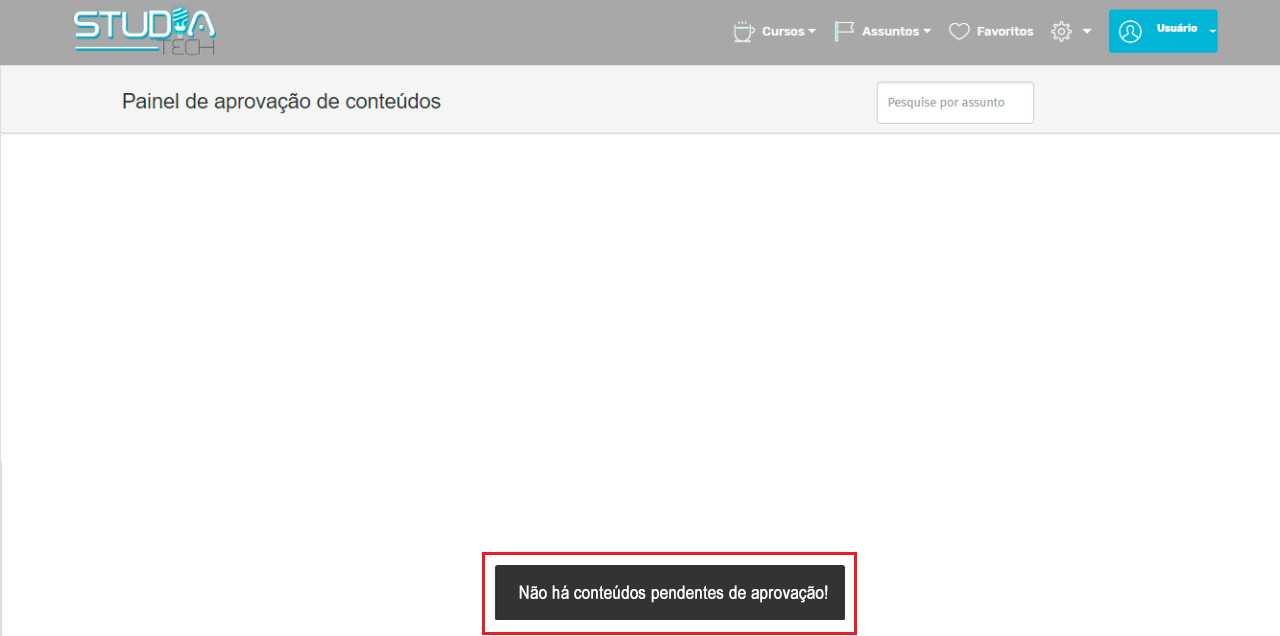 STUDIA
TECH
Cursos
Assuntos
Favoritos
Usuário
Painel de aprovação de conteúdos
Pesquise por assunto
Não há conteúdos pendentes de aprovação!